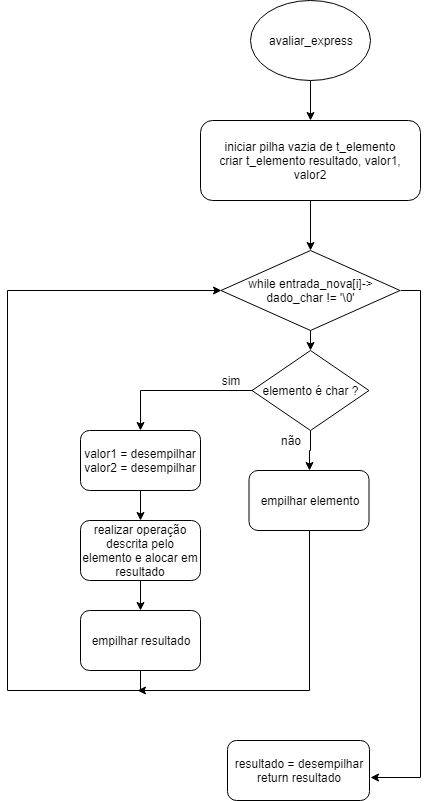 avaliar_express
iniciar pilha vazia de t_elemento
criar t_elemento resultado, valor1,
valor2
while entrada_nova[i]->
dado_char != '\0'
elemento é char ?
sim
não
valor1 = desempilhar
valor2 = desempilhar
empilhar elemento
realizar operação
descrita pelo
elemento e alocar em
resultado
empilhar resultado
resultado = desempilhar
return resultado